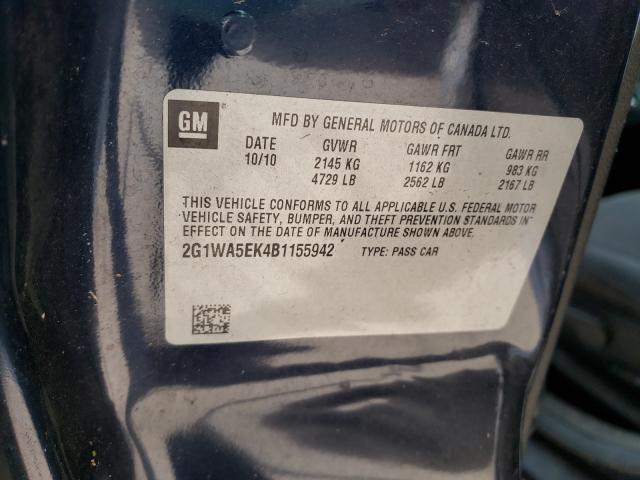 GM
MFD BY GENERAL MOTORS OF CANADA LTD.
DATE GVWR GAWR FRT GAWR RR
10/10 2145 KG 1162 KG 983 KG
4729 LB 2562 LB 2167 LB
THIS VEHICLE CONFORMS TO ALL APPLICABLE U.S. FEDERAL MOTOR
VEHICLE SAFETY, BUMPER, AND THEFT PREVENTION STANDARDS IN
EFFECT ON THE DATE OF MANUFACTURE SHOWN ABOVE.
2G1WA5EK4B1155942 TYPE: PASS CAR